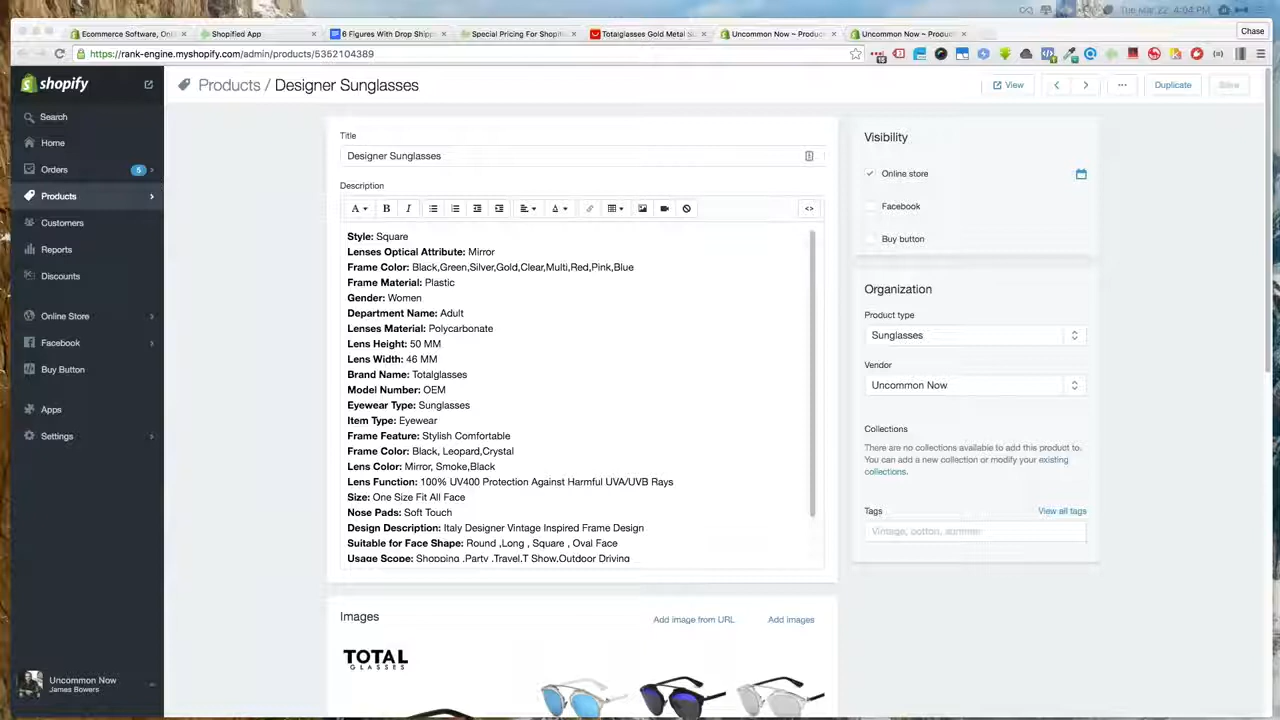 Tue Mar 22, 4:04 PM
Ecommerce Software, Onl
Shopified App
6 Figures With Drop Shipp
Special Pricing For Shopif
Totalglasses Gold Metal S
Uncommon Now ~ Product
Uncommon Now ~ Product
Chase
https://rank-engine.myshopify.com/admin/products/5352104389
shopify
Products / Designer Sunglasses
View
Duplicate
Save
Search
Home
Orders
5
Products
Customers
Reports
Discounts
Online Store
Facebook
Buy Button
Apps
Settings
Uncommon Now
James Bowers
Title
Designer Sunglasses
Description
Style: Square
Lenses Optical Attribute: Mirror
Frame Color: Black,Green,Silver,Gold,Clear,Multi,Red,Pink,Blue
Frame Material: Plastic
Gender: Women
Department Name: Adult
Lenses Material: Polycarbonate
Lens Height: 50 MM
Lens Width: 46 MM
Brand Name: Totalglasses
Model Number: OEM
Eyewear Type: Sunglasses
Item Type: Eyewear
Frame Feature: Stylish Comfortable
Frame Color: Black, Leopard,Crystal
Lens Color: Mirror, Smoke,Black
Lens Function: 100% UV400 Protection Against Harmful UVA/UVB Rays
Size: One Size Fit All Face
Nose Pads: Soft Touch
Design Description: Italy Designer Vintage Inspired Frame Design
Suitable for Face Shape: Round ,Long , Square , Oval Face
Usage Scope: Shopping ,Party ,Travel,T Show,Outdoor Driving
Images
Add image from URL
Add images
TOTAL
GLASSES
Visibility
Online store
Facebook
Buy button
Organization
Product type
Sunglasses
Vendor
Uncommon Now
Collections
There are no collections available to add this product to.
You can add a new collection or modify your existing
collections.
Tags
View all tags
Vintage, cotton, summer